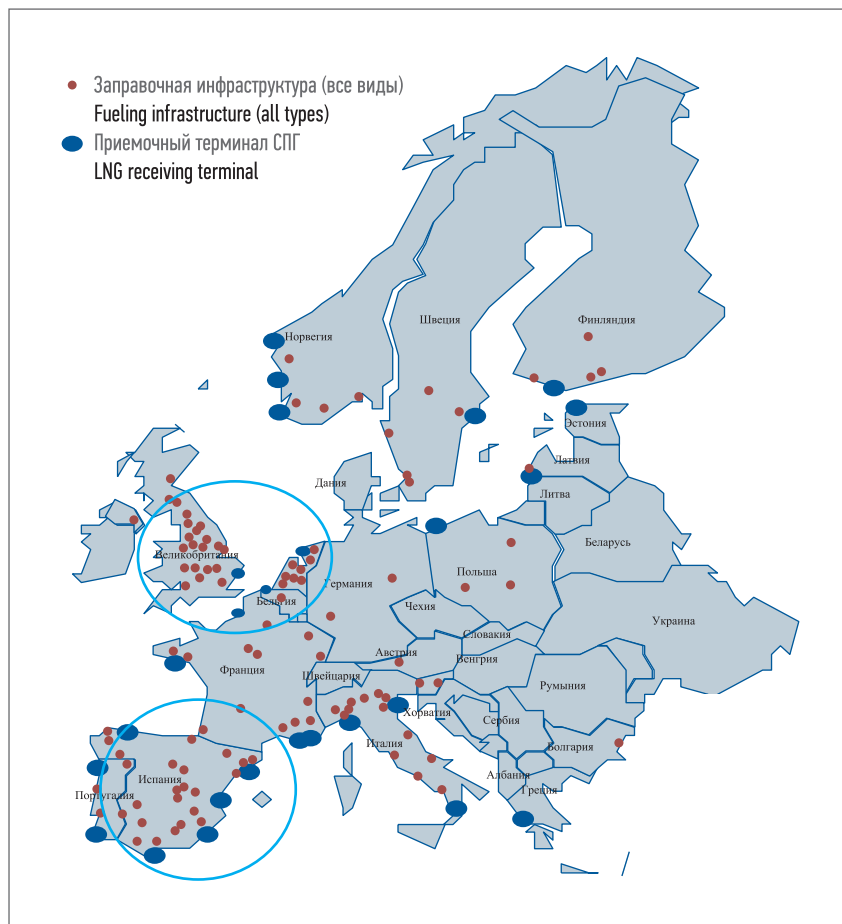 Заправочная инфраструктура (все виды)
Fueling infrastructure (all types)
Приемочный терминал СПГ
LNG receiving terminal
Швеция
Финляндия
Норвегия
Эстония
Латвия
Дания
Литва
Беларусь
Великобритания
Польша
Германия
Бельгия
Чехия
Украина
Словакия
Австрия
Венгрия
Франция
Швейцария
Румыния
Хорватия
Сербия
Италия
Болгария
Албания
Испания
Греция
Португалия